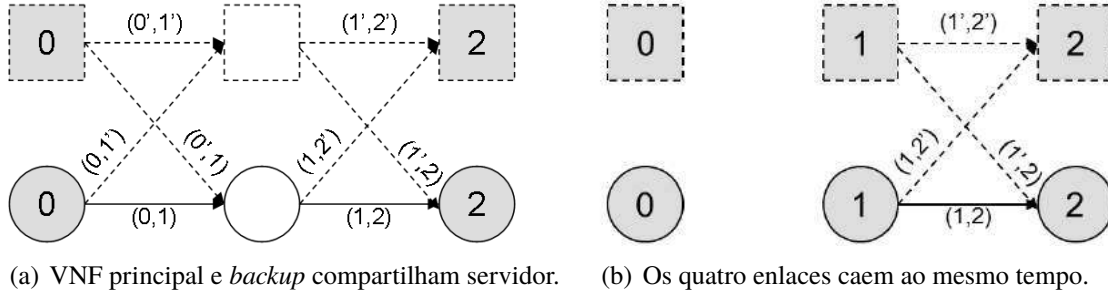 (0',1') (1',2') (1',2')
0 2 0 1 2
(0,1') (0',1) (1,2') (1',2) (1,2') (1',2)
0 2 0 1 2
(0,1) (1,2) (1,2)
(a) VNF principal e backup compartilham servidor. (b) Os quatro enlaces caem ao mesmo tempo.